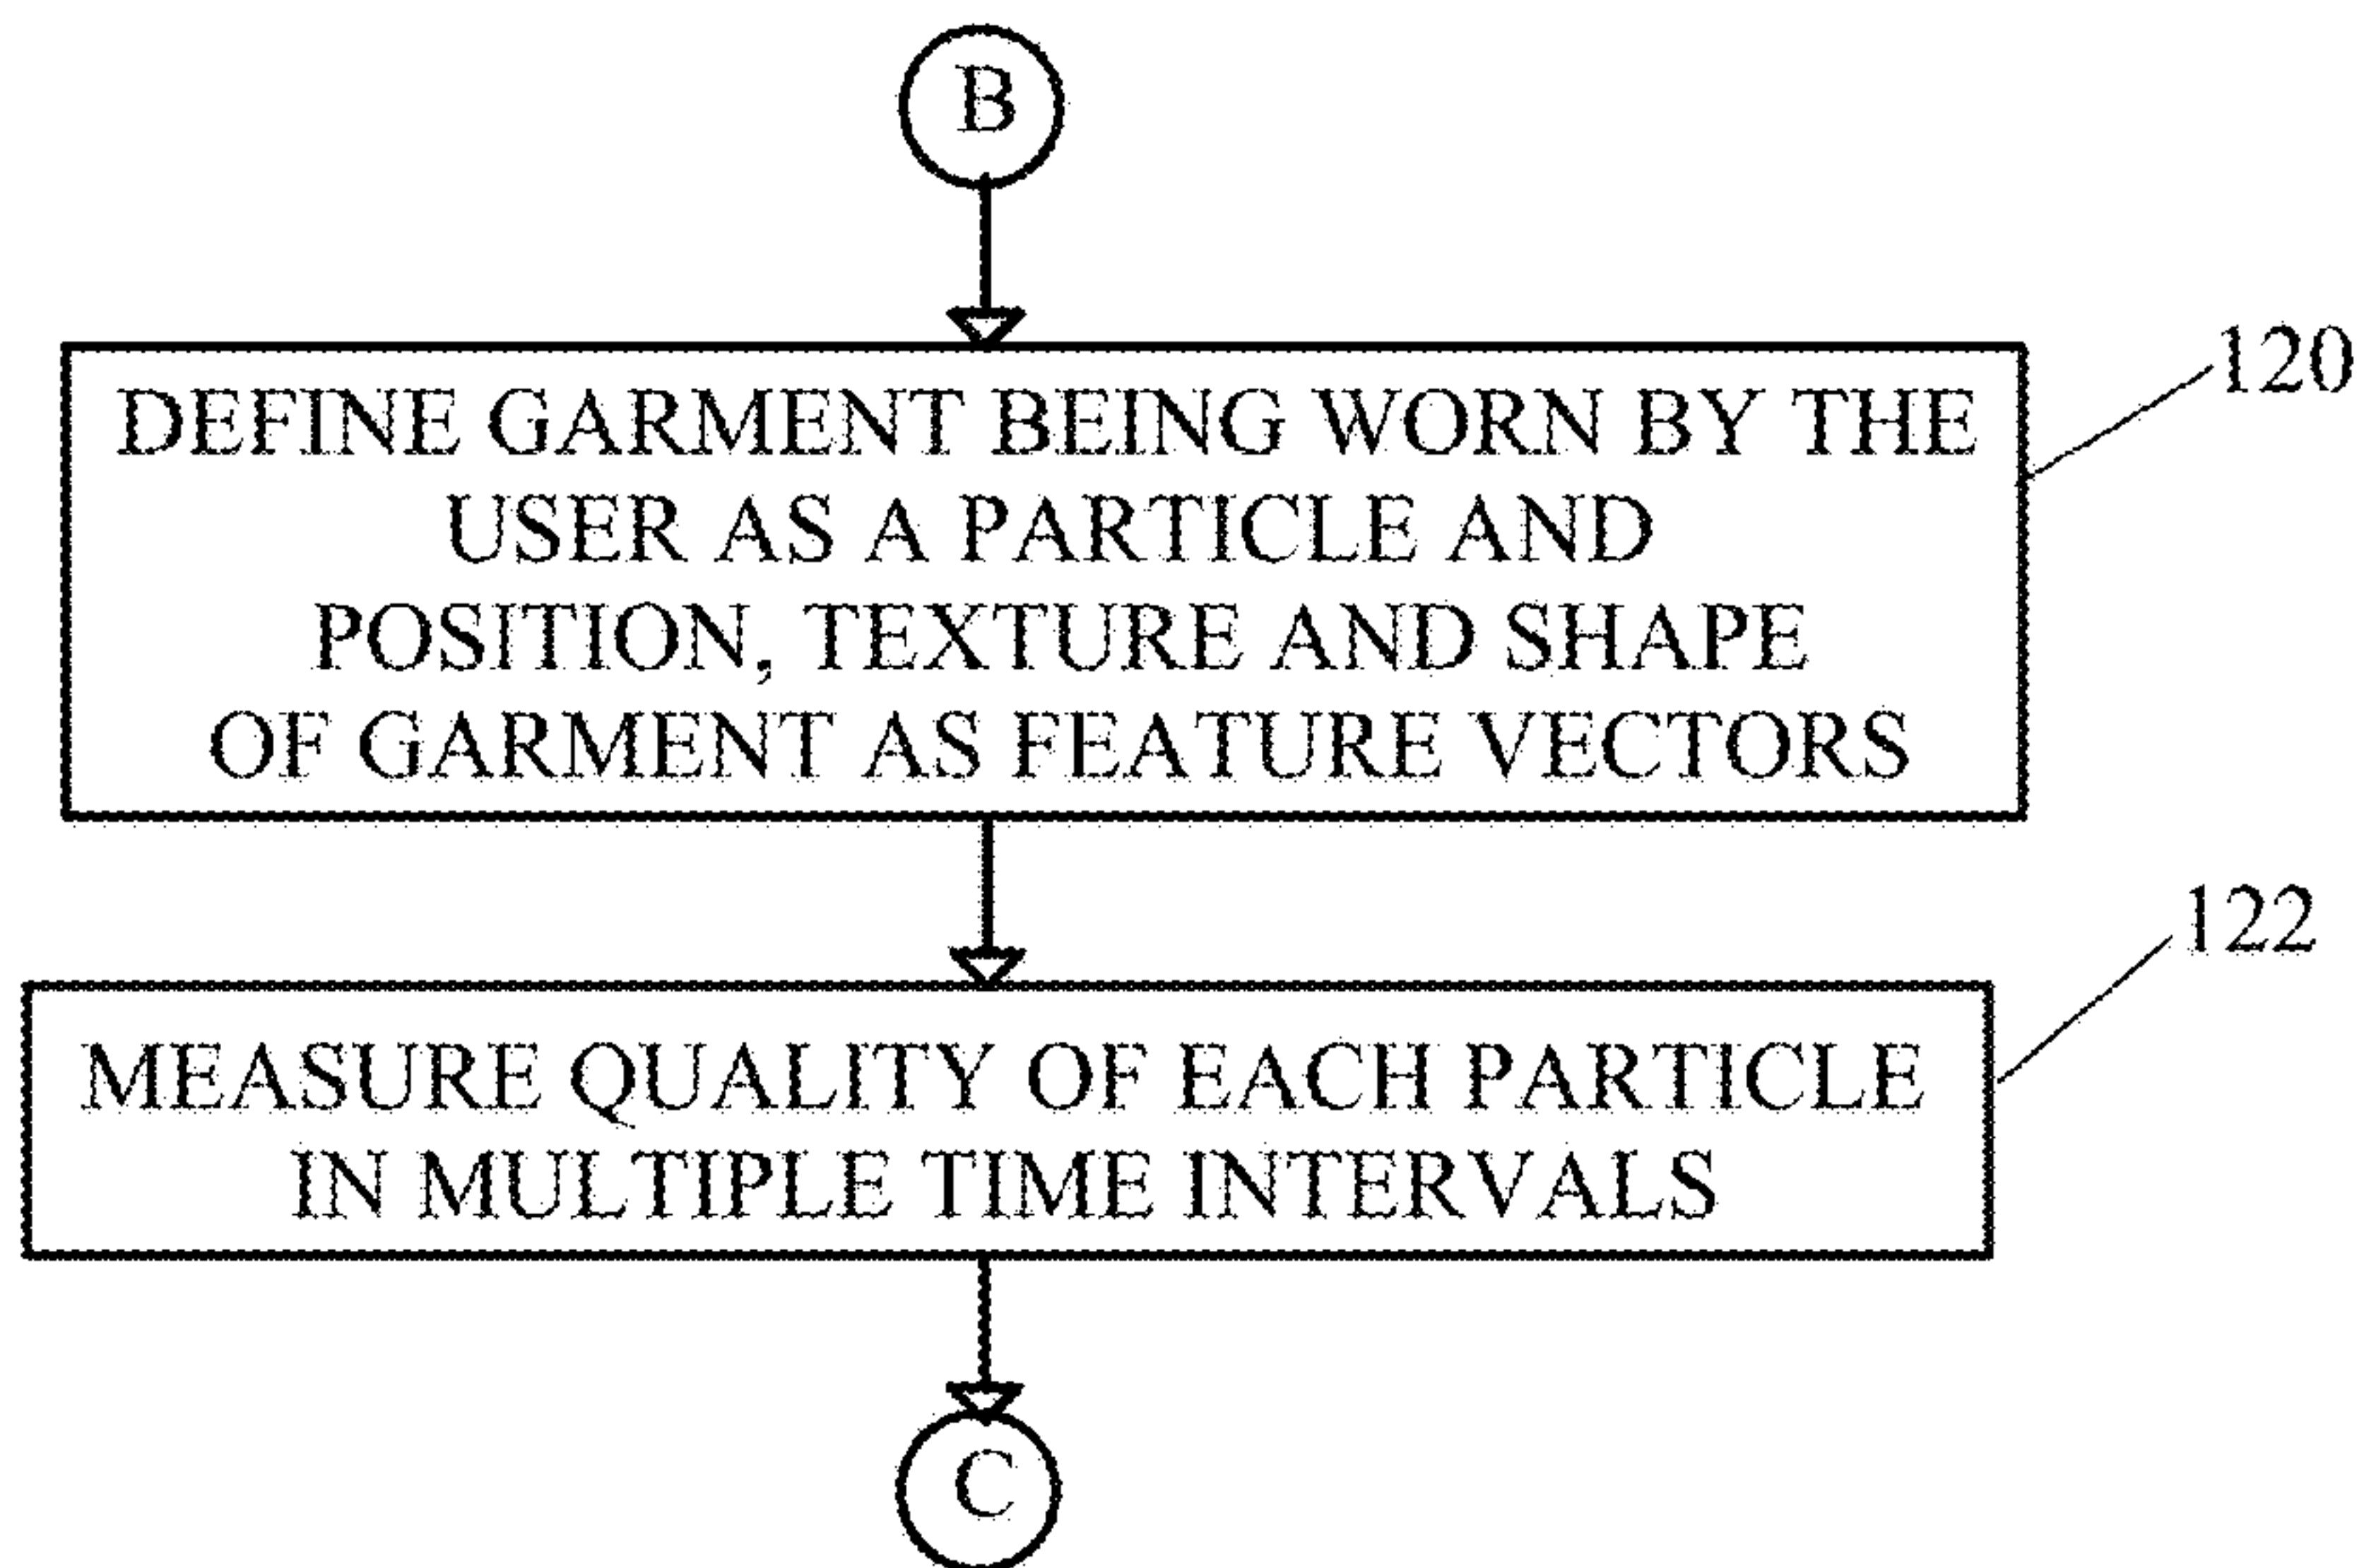 B
120
DEFINE GARMENT BEING WORN BY THE
USER AS A PARTICLE AND
POSITION, TEXTURE AND SHAPE
OF GARMENT AS FEATURE VECTORS
122
MEASURE QUALITY OF EACH PARTICLE
IN MULTIPLE TIME INTERVALS
C